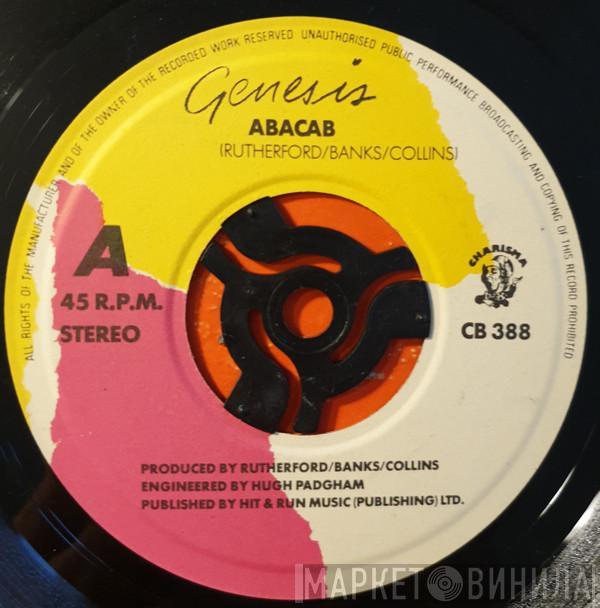 ALL RIGHTS OF THE MANUFACTURER AND OF THE OWNER OF THE RECORDED WORK RESERVED UNAUTHORISED PUBLIC PERFORMANCE BROADCASTING AND COPYING OF THIS RECORD PROHIBITED
Genesis
ABACAB
(RUTHERFORD/BANKS/COLLINS)
A
45 R.P.M.
STEREO
CHARISMA
CB 388
PRODUCED BY RUTHERFORD/BANKS/COLLINS
ENGINEERED BY HUGH PADGHAM
PUBLISHED BY HIT & RUN MUSIC (PUBLISHING) LTD.
МАРКЕТ ВИНИЛА